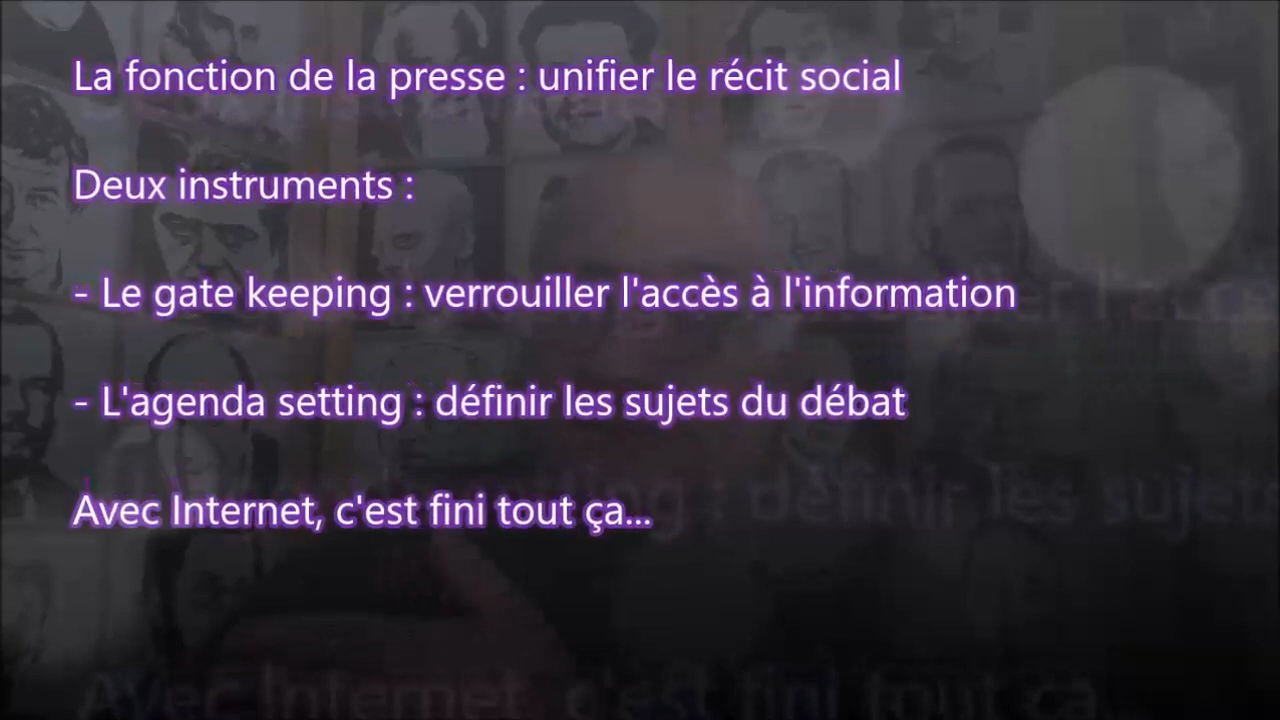 La fonction de la presse : unifier le récit social
Deux instruments :
- Le gate keeping : verrouiller l'accès à l'information
- L'agenda setting : définir les sujets du débat
Avec Internet, c'est fini tout ça...